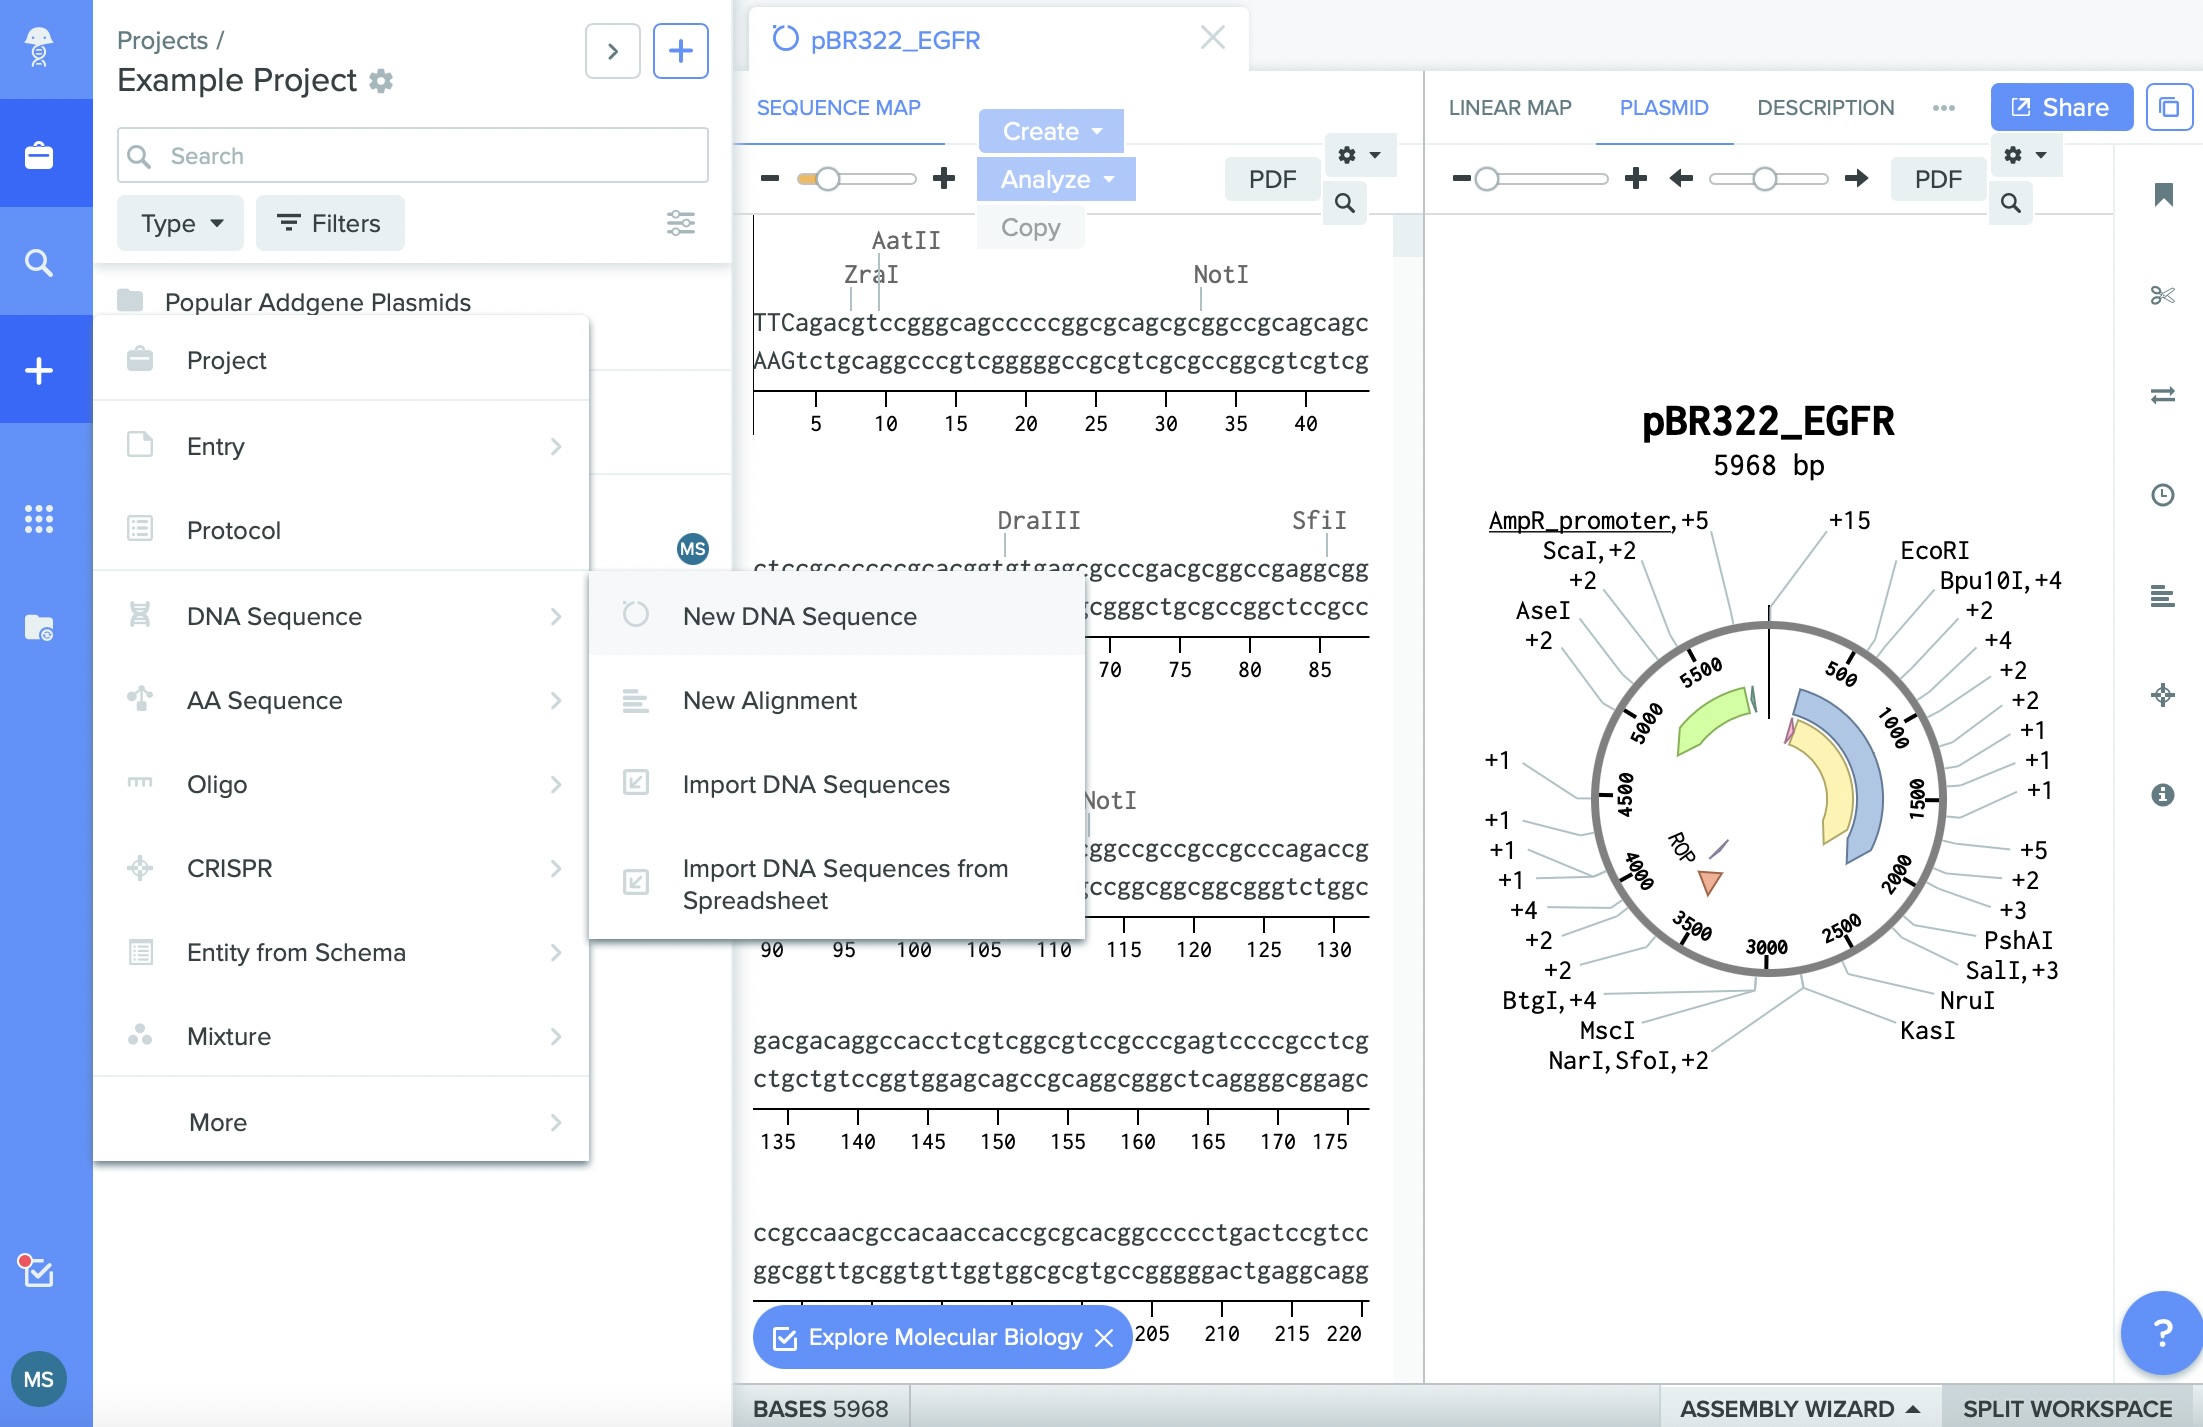 Projects /
Example Project
Search
Type
Filters
Popular Addgene Plasmids
MS
Project
Entry
Protocol
DNA Sequence
AA Sequence
Oligo
CRISPR
Entity from Schema
Mixture
More
New DNA Sequence
New Alignment
Import DNA Sequences
Import DNA Sequences from
Spreadsheet
MS
pBR322_EGFR
SEQUENCE MAP
Create
Analyze
Copy
PDF
AatII
ZraI NotI
TTCagacgtccgggcagcccccggcgcagcgcggccgcagcagc
AAGtctgcaggcccgtcgggggccgcgtcgcgccggcgtcgtcg
5 10 15 20 25 30 35 40
DraIII SfiI
ctccgccccccgcacggtgtgagcgcccgacgcggccgaggcgg
gcgggctgcgccggctccgcc
70 75 80 85
NotI
cggccgccgccgcccagaccg
gccggcggcggcgggtctggc
90 95 100 105 110 115 120 125 130
gacgacaggccacctcgtcggcgtccgcccgagtccccgcctcg
ctgctgtccggtggagcagccgcaggcgggctcaggggcggagc
135 140 145 150 155 160 165 170 175
ccgccaacgccacaaccaccgcgcacggccccctgactccgtcc
ggcggttgcggtgttggtggcgcgtgccgggggactgaggcagg
205 210 215 220
Explore Molecular Biology
BASES 5968
LINEAR MAP
PLASMID
DESCRIPTION
Share
PDF
pBR322_EGFR
5968 bp
AmpR_promoter,+5
+15
ScaI,+2
EcoRI
+2
Bpu10I,+4
AseI
+2
+2
+4
+2
+2
+1
+1
+1
+1
+1
+5
+1
+2
+1
+3
+4
PshAI
+2
SalI,+3
+2
NruI
BtgI,+4
KasI
MscI
NarI,SfoI,+2
500
1000
1500
2000
2500
3000
3500
4000
4500
5000
5500
ROP
?
ASSEMBLY WIZARD
SPLIT WORKSPACE